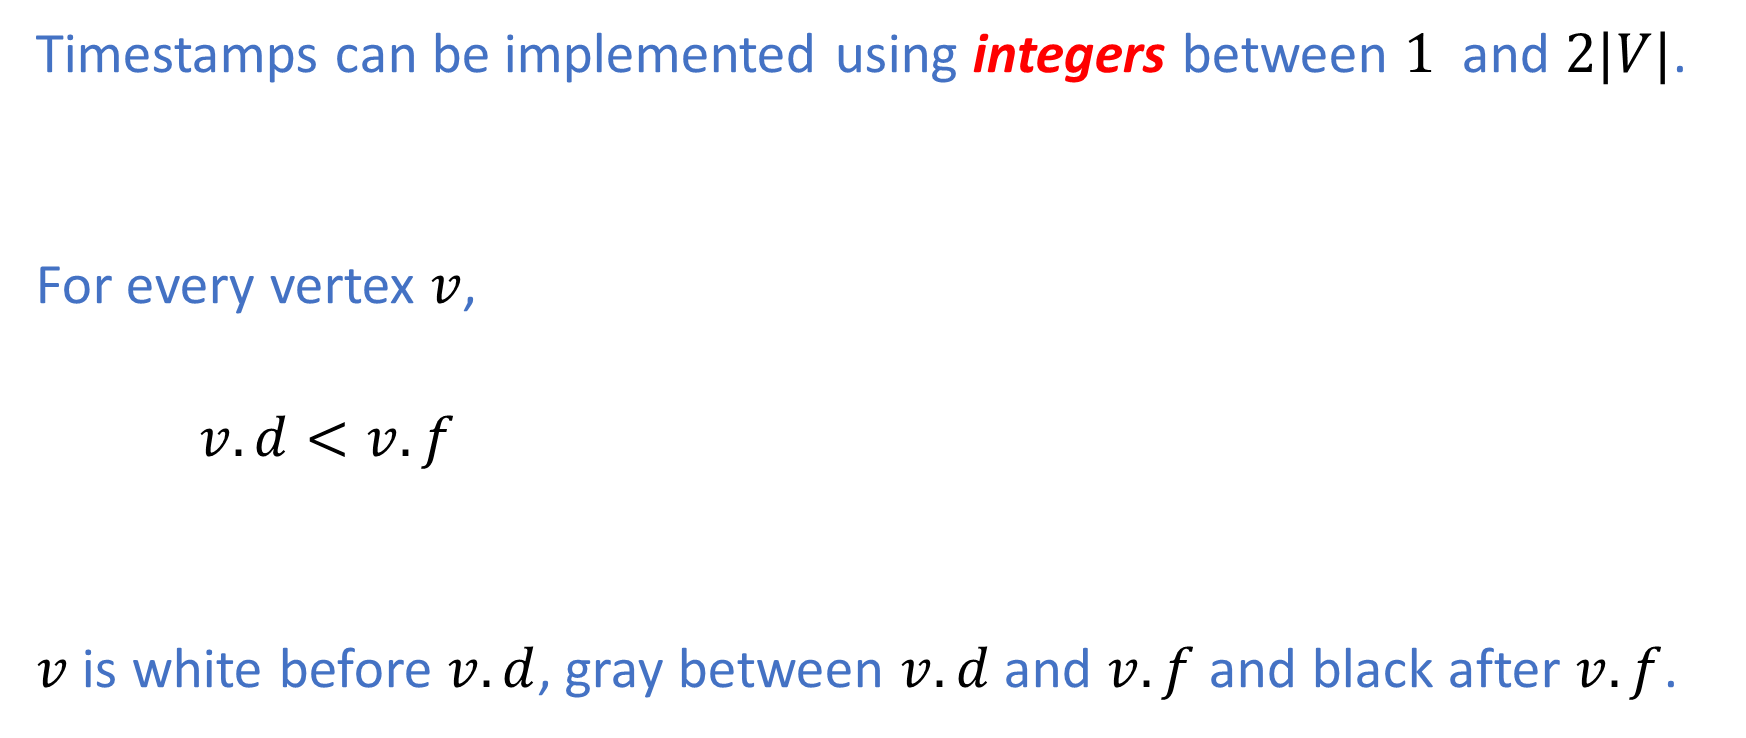 Timestamps can be implemented using integers between 1 and 2|V|.
For every vertex v,
v.d < v.f
v is white before v.d, gray between v.d and v.f and black after v.f.